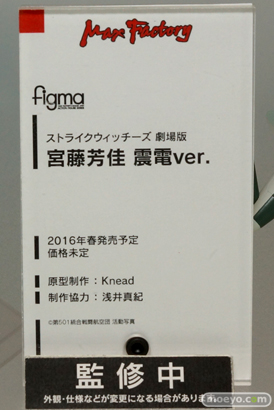 Max Factory
figma
ストライクウィッチーズ 劇場版
宮藤芳佳 震電ver.
2016年春発売予定
価格未定
原型制作：Knead
制作協力：浅井真紀
©第501統合戦闘航空団 活動写真
監修中
外観・仕様などが変更になる場合があります
moeyo.com